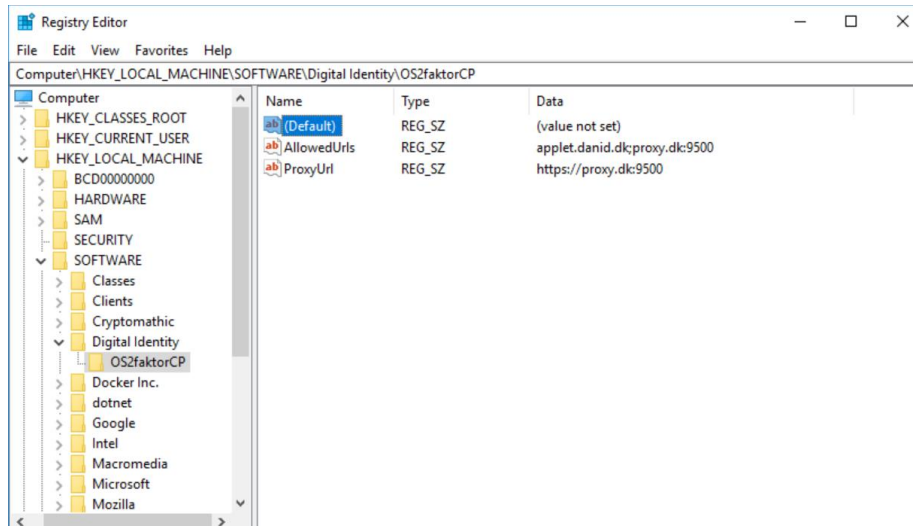 Registry Editor
File Edit View Favorites Help
Computer\HKEY_LOCAL_MACHINE\SOFTWARE\Digital Identity\OS2faktorCP
Computer
HKEY_CLASSES_ROOT
HKEY_CURRENT_USER
HKEY_LOCAL_MACHINE
BCD00000000
HARDWARE
SAM
SECURITY
SOFTWARE
Classes
Clients
Cryptomathic
Digital Identity
OS2faktorCP
Docker Inc.
dotnet
Google
Intel
Macromedia
Microsoft
Mozilla
Name Type Data
ab (Default) REG_SZ (value not set)
ab AllowedUrls REG_SZ applet.danid.dk;proxy.dk:9500
ab ProxyUrl REG_SZ https://proxy.dk:9500